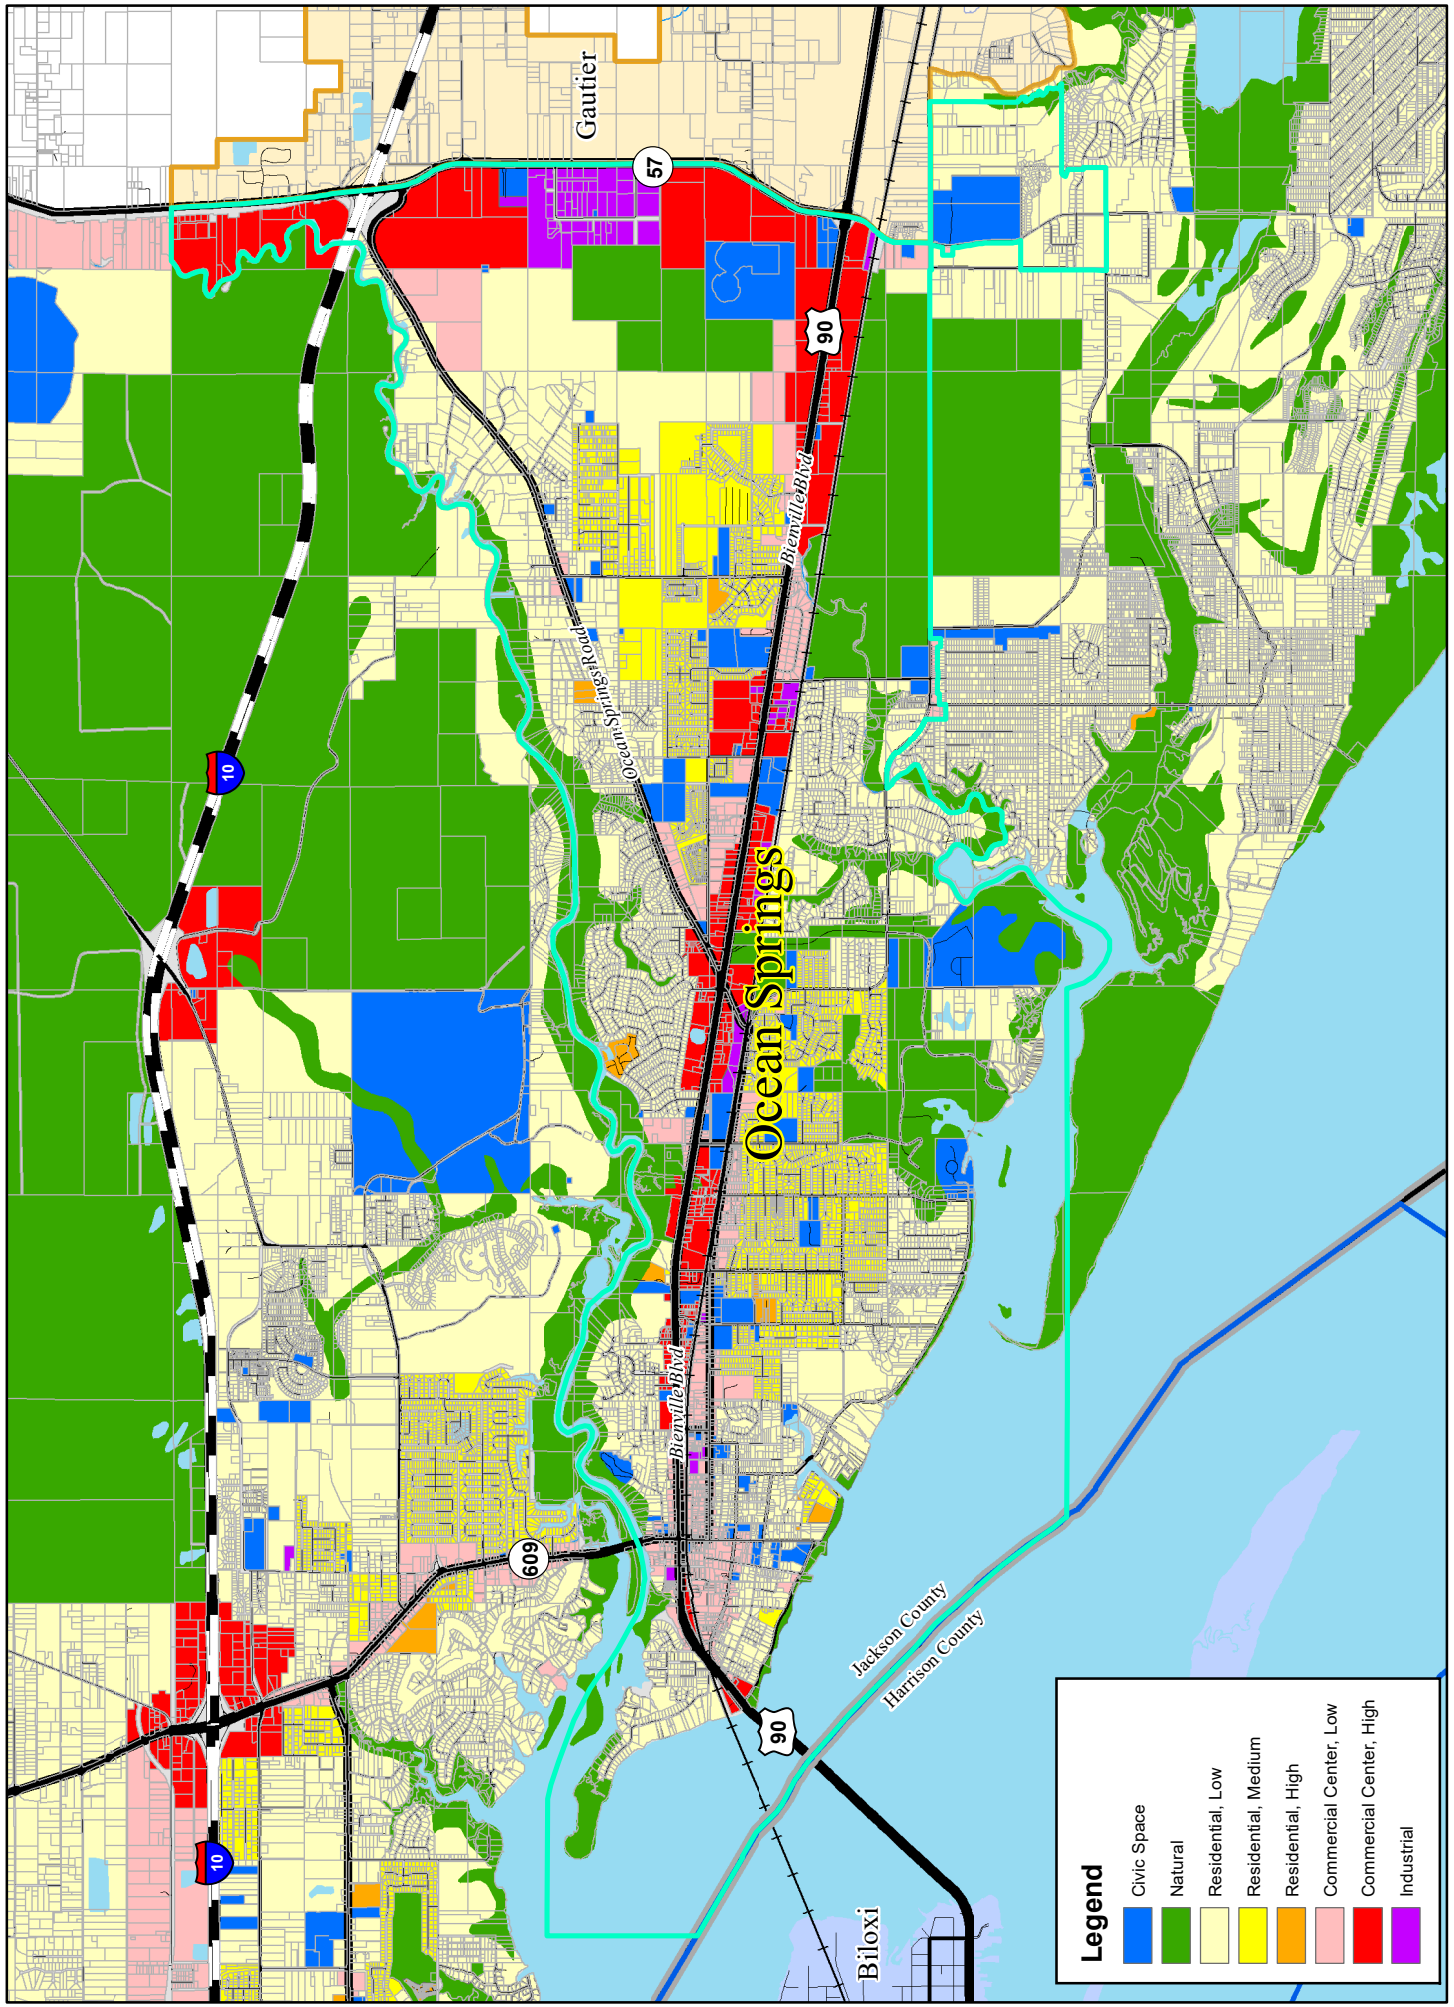 Gautier
57
90
Bienville Blvd
Ocean Springs Road
10
Ocean Springs
Bienville Blvd
609
Jackson County
Harrison County
90
10
Biloxi
Legend
Civic Space
Natural
Residential, Low
Residential, Medium
Residential, High
Commercial Center, Low
Commercial Center, High
Industrial